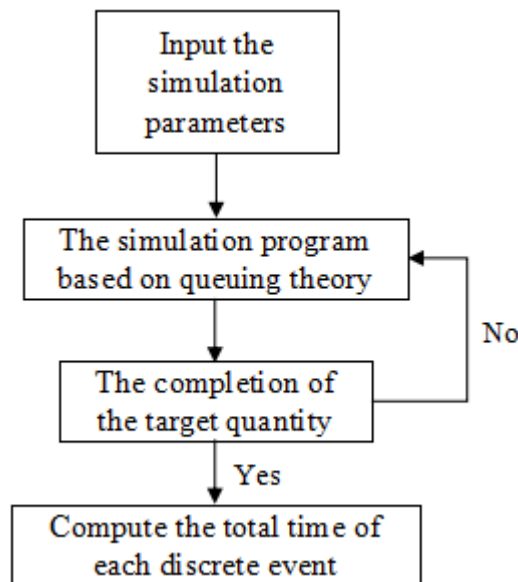 Input the
simulation
parameters
The simulation program
based on queuing theory
No
The completion of
the target quantity
Yes
Compute the total time of
each discrete event